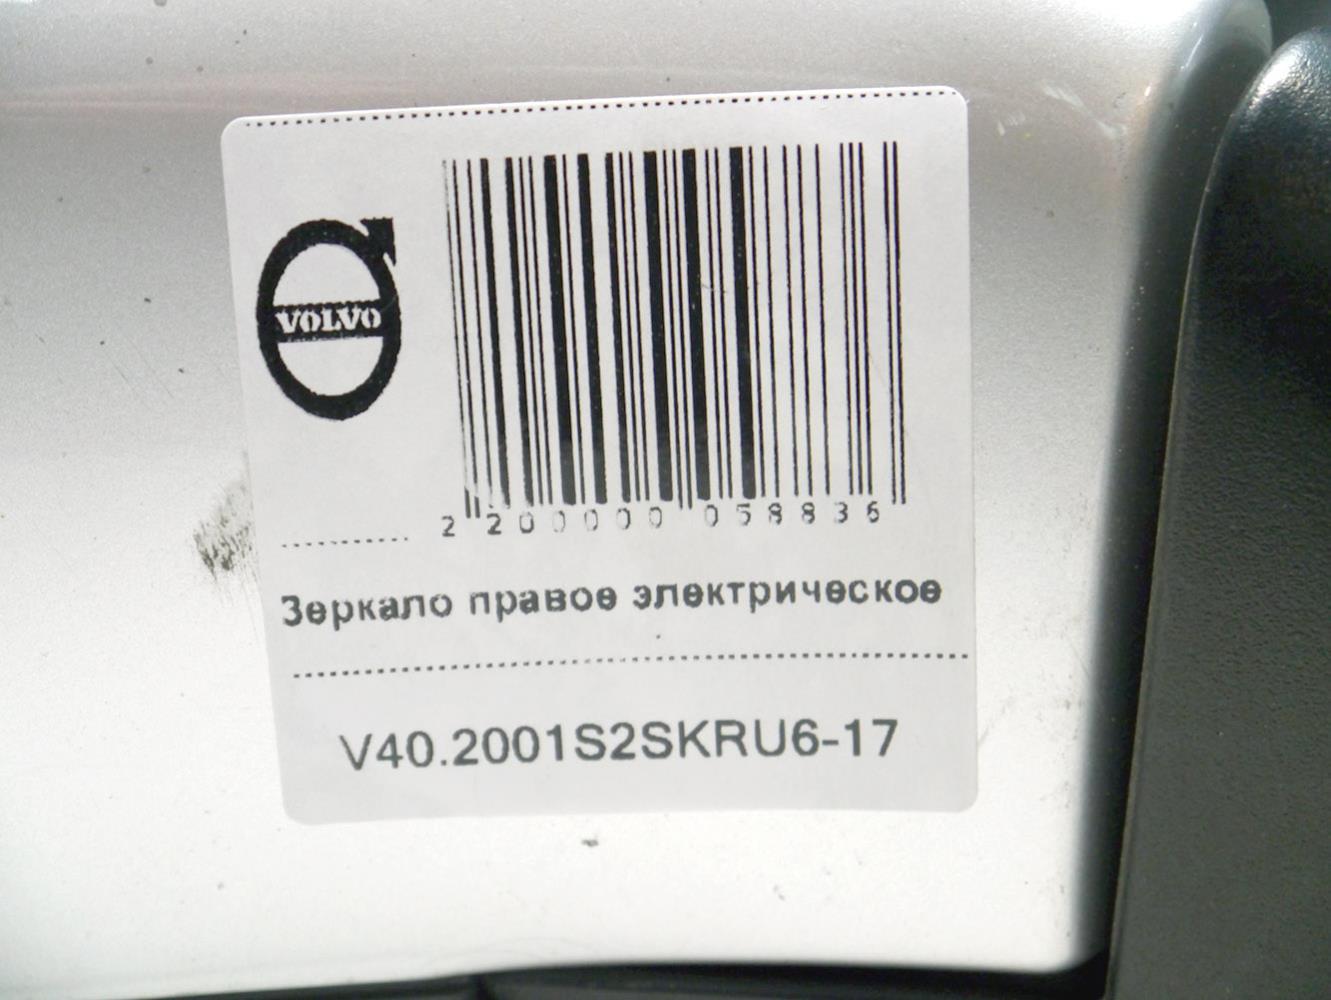 VOLVO
2 200000 058836
Зеркало правое электрическое
V40.2001S2SKRU6-17